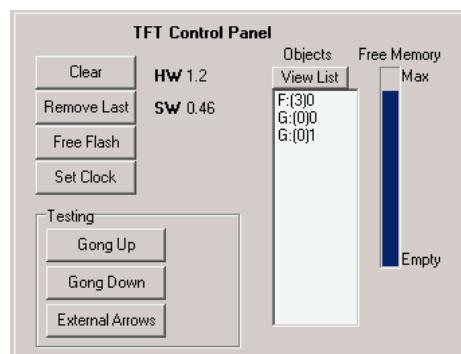 TFT Control Panel
Clear
Remove Last
Free Flash
Set Clock
HW 1.2
SW 0.46
Testing
Gong Up
Gong Down
External Arrows
Objects
View List
F:(3)0
G:(0)0
G:(0)1
Free Memory
Max
Empty